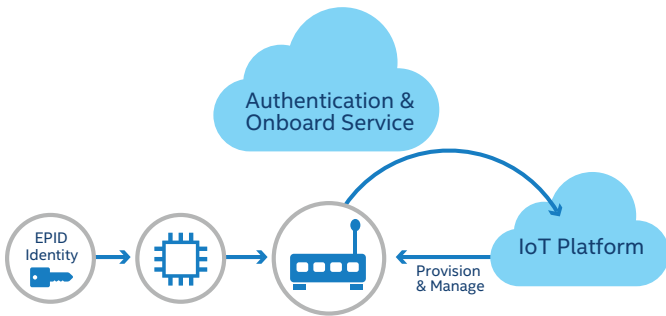 Authentication &
Onboard Service
EPID
Identity
IoT Platform
Provision
& Manage